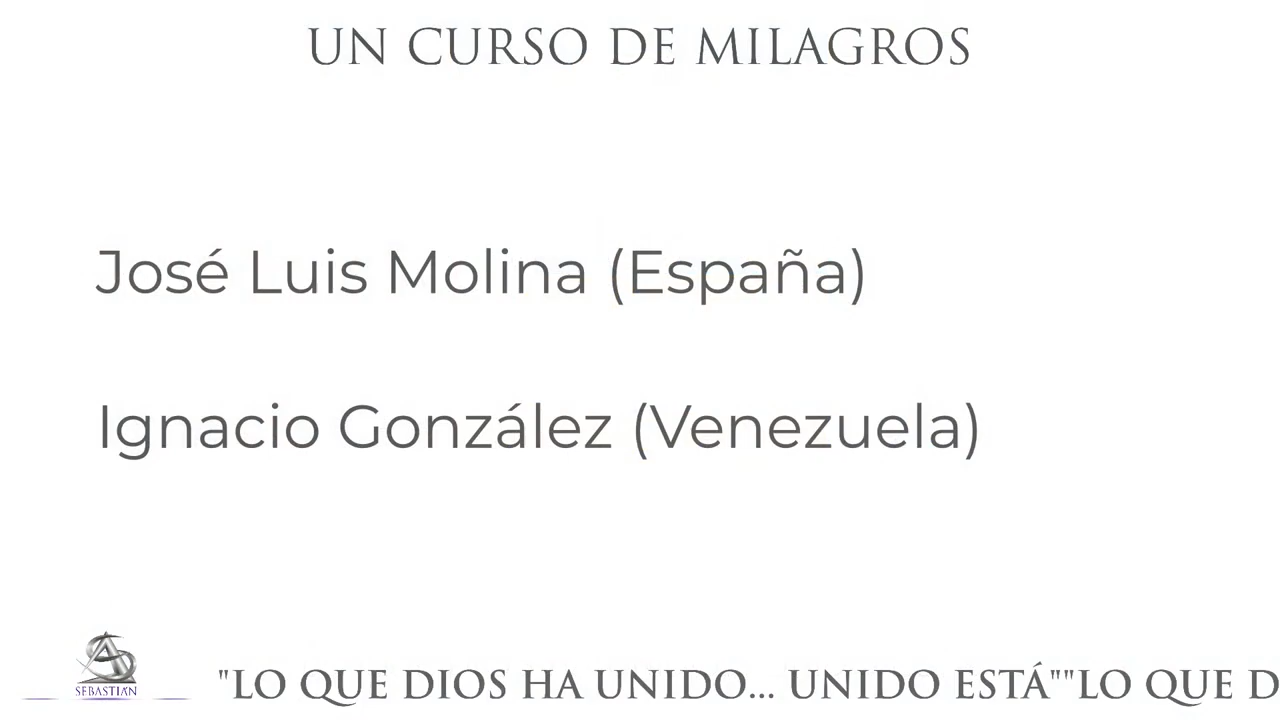 UN CURSO DE MILAGROS
José Luis Molina (España)
Ignacio González (Venezuela)
SEBASTIÁN
"LO QUE DIOS HA UNIDO... UNIDO ESTÁ""LO QUE D